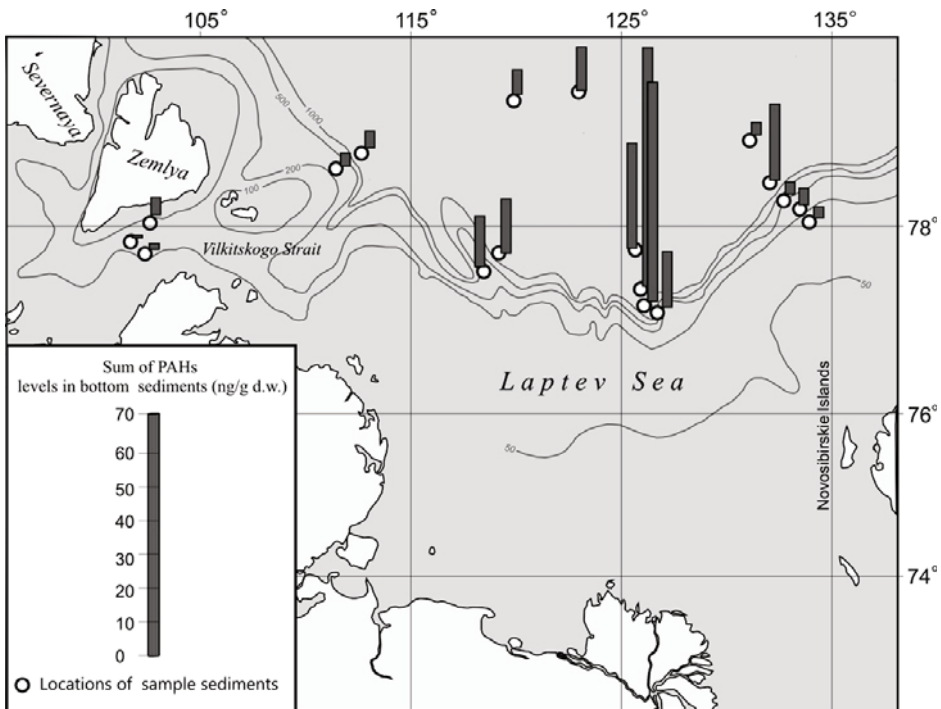 105°
115°
125°
135°
Severnaya
Zemlya
500
1000
200
100
Vilkitskogo Strait
78°
50
Laptev Sea
76°
50
Novosibirskie Islands
74°
Sum of PAHs
levels in bottom sediments (ng/g d.w.)
70
60
50
40
30
20
10
0
Locations of sample sediments